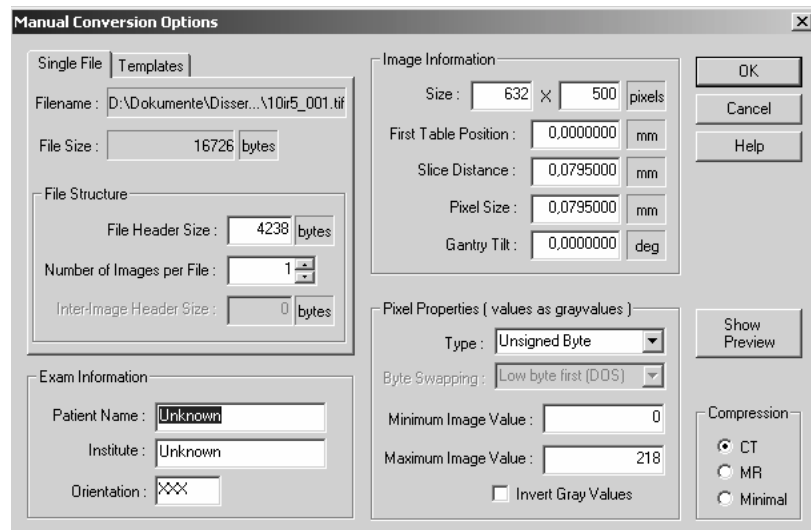 Manual Conversion Options
Single File
Templates
Filename : D:\Dokumente\Disser...\10ir5_001.tif
File Size : 16726 bytes
File Structure
File Header Size : 4238 bytes
Number of Images per File : 1
Inter-Image Header Size : 0 bytes
Exam Information
Patient Name : Unknown
Institute : Unknown
Orientation : XXX
Image Information
Size : 632 X 500 pixels
First Table Position : 0,0000000 mm
Slice Distance : 0,0795000 mm
Pixel Size : 0,0795000 mm
Gantry Tilt : 0,0000000 deg
Pixel Properties ( values as grayvalues )
Type : Unsigned Byte
Byte Swapping : Low byte first (DOS)
Minimum Image Value : 0
Maximum Image Value : 218
Invert Gray Values
OK
Cancel
Help
Show
Preview
Compression
CT
MR
Minimal